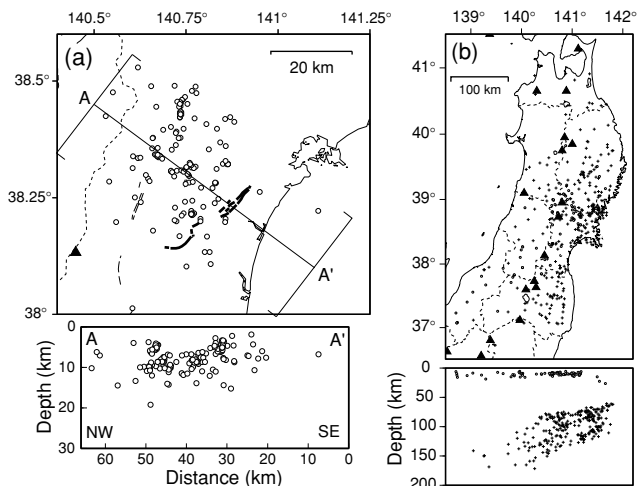 140.5° 140.75° 141° 141.25°
(a)
20 km
38.5°
A
38.25°
A'
38°
0
10
20
30
Depth (km)
A
A'
NW
SE
60 50 40 30 20 10 0
Distance (km)
139° 140° 141° 142°
(b)
41°
100 km
40°
39°
38°
37°
0
50
100
150
200
Depth (km)